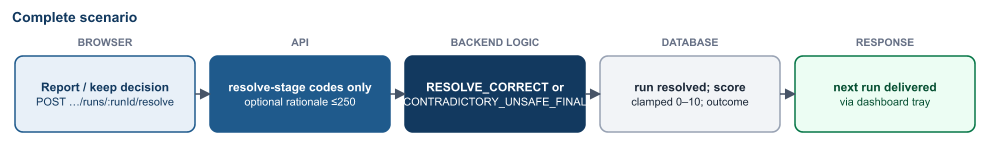 Complete scenario
BROWSER
API
BACKEND LOGIC
DATABASE
RESPONSE
Report / keep decision
POST …/runs/:runId/resolve
resolve-stage codes only
optional rationale ≤250
RESOLVE_CORRECT or
CONTRADICTORY_UNSAFE_FINAL
run resolved; score
clamped 0–10; outcome
next run delivered
via dashboard tray